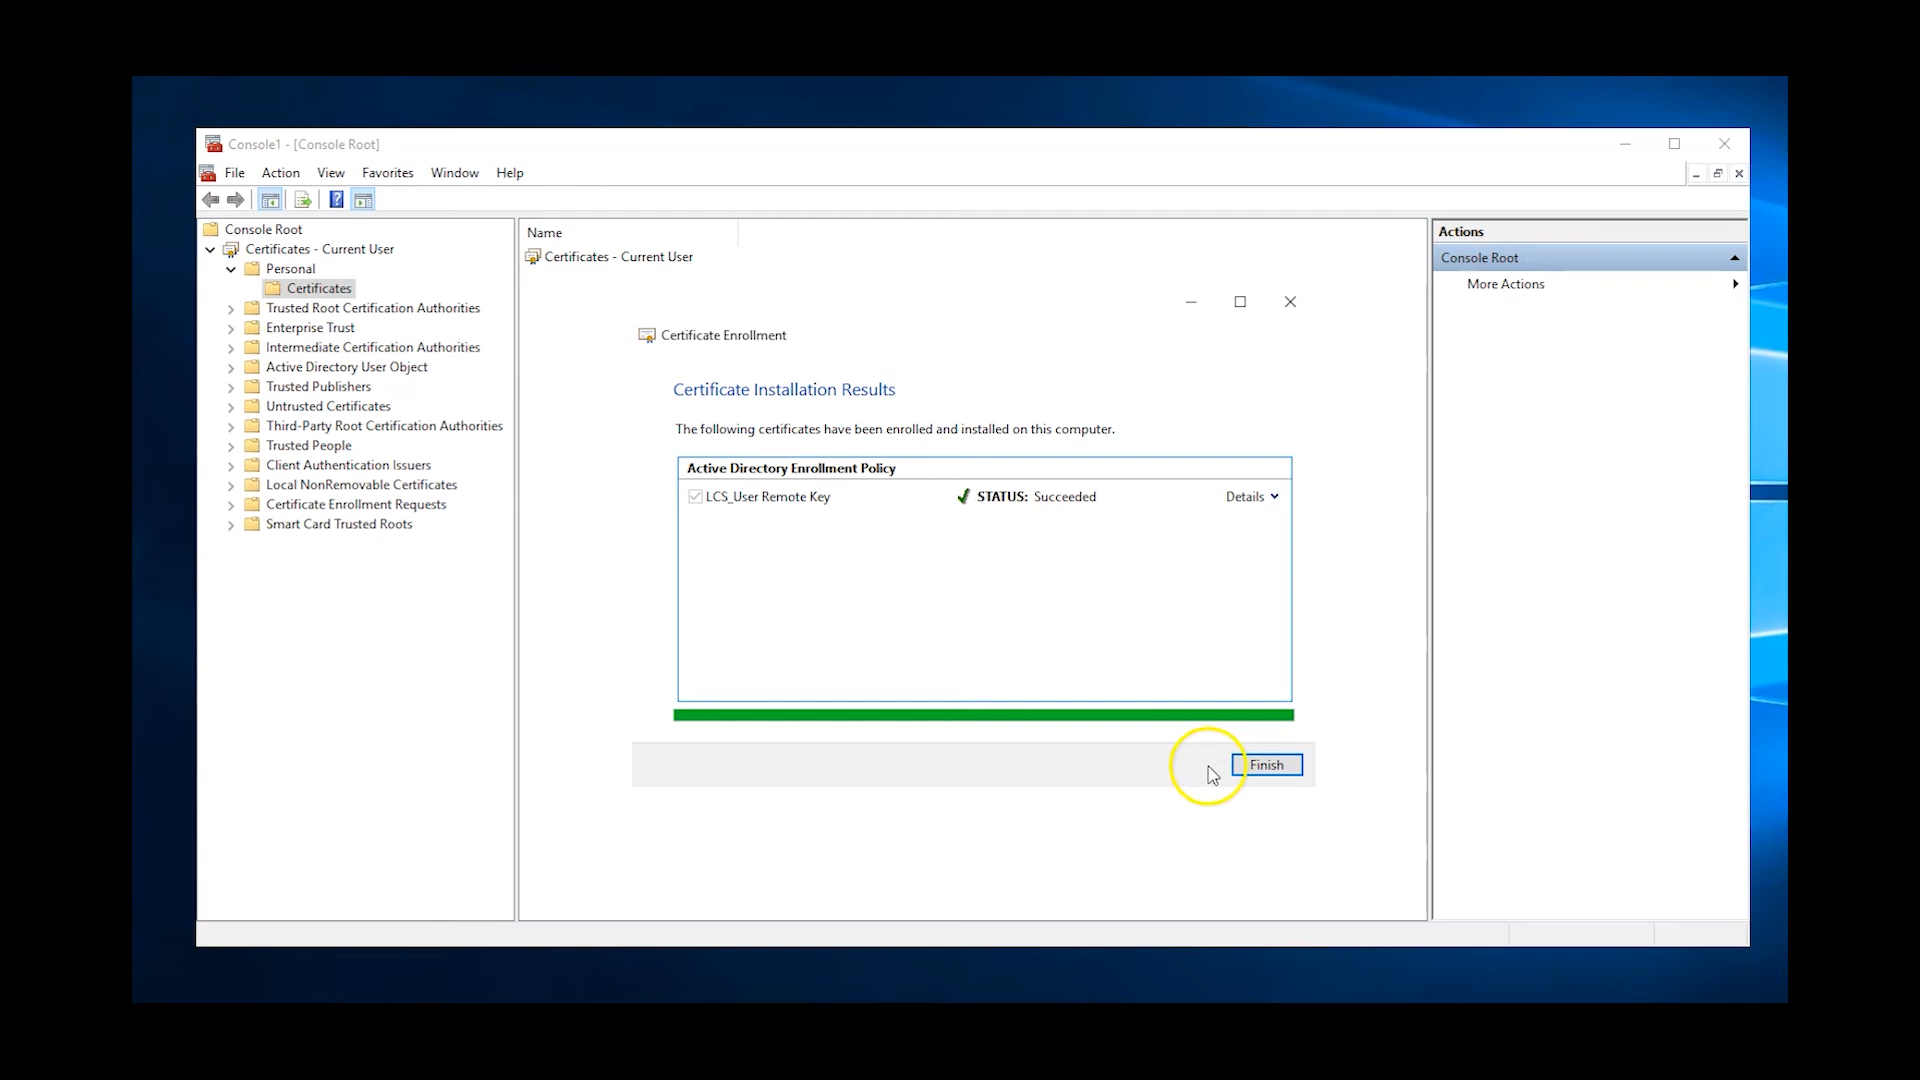 Console1 - [Console Root]
File Action View Favorites Window Help
Console Root
Certificates - Current User
Personal
Certificates
Trusted Root Certification Authorities
Enterprise Trust
Intermediate Certification Authorities
Active Directory User Object
Trusted Publishers
Untrusted Certificates
Third-Party Root Certification Authorities
Trusted People
Client Authentication Issuers
Local NonRemovable Certificates
Certificate Enrollment Requests
Smart Card Trusted Roots
Name
Certificates - Current User
Certificate Enrollment
Certificate Installation Results
The following certificates have been enrolled and installed on this computer.
Active Directory Enrollment Policy
LCS_User Remote Key STATUS: Succeeded Details
Finish
Actions
Console Root
More Actions